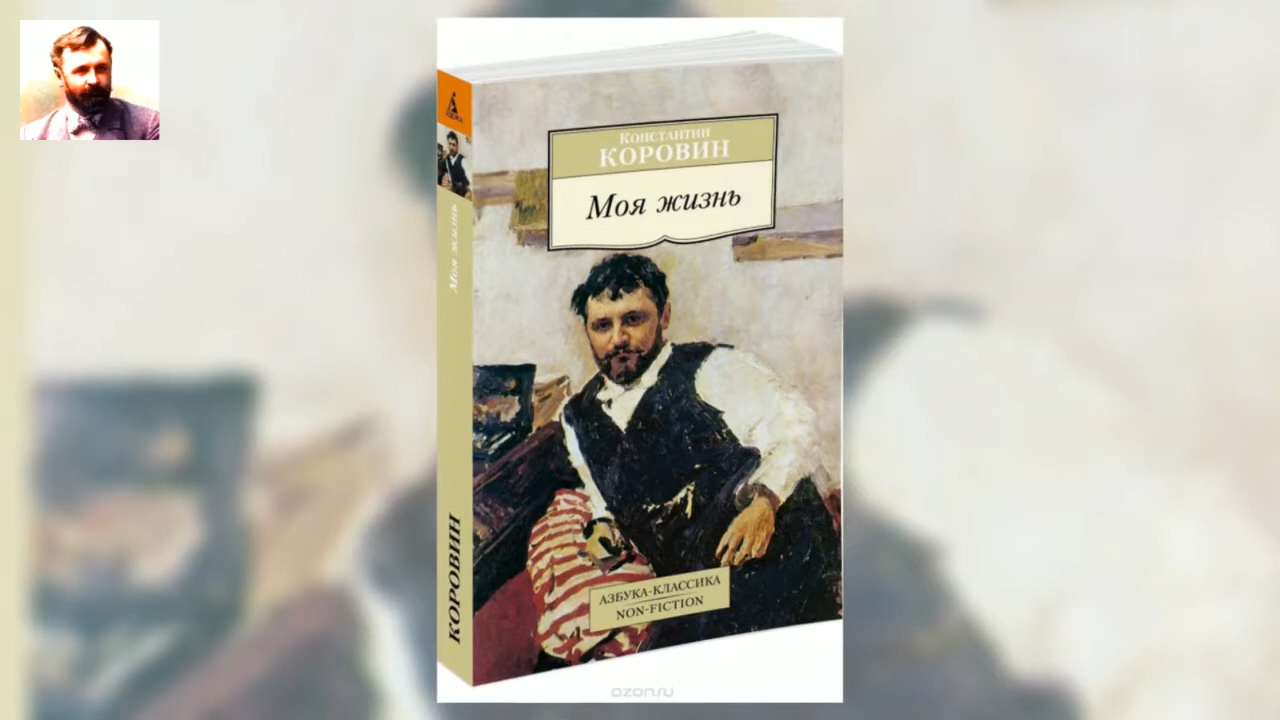 Константин
КОРОВИН
Моя жизнь
АЗБУКА-КЛАССИКА
NON-FICTION
Моя жизнь
КОРОВИН
ozon.ru